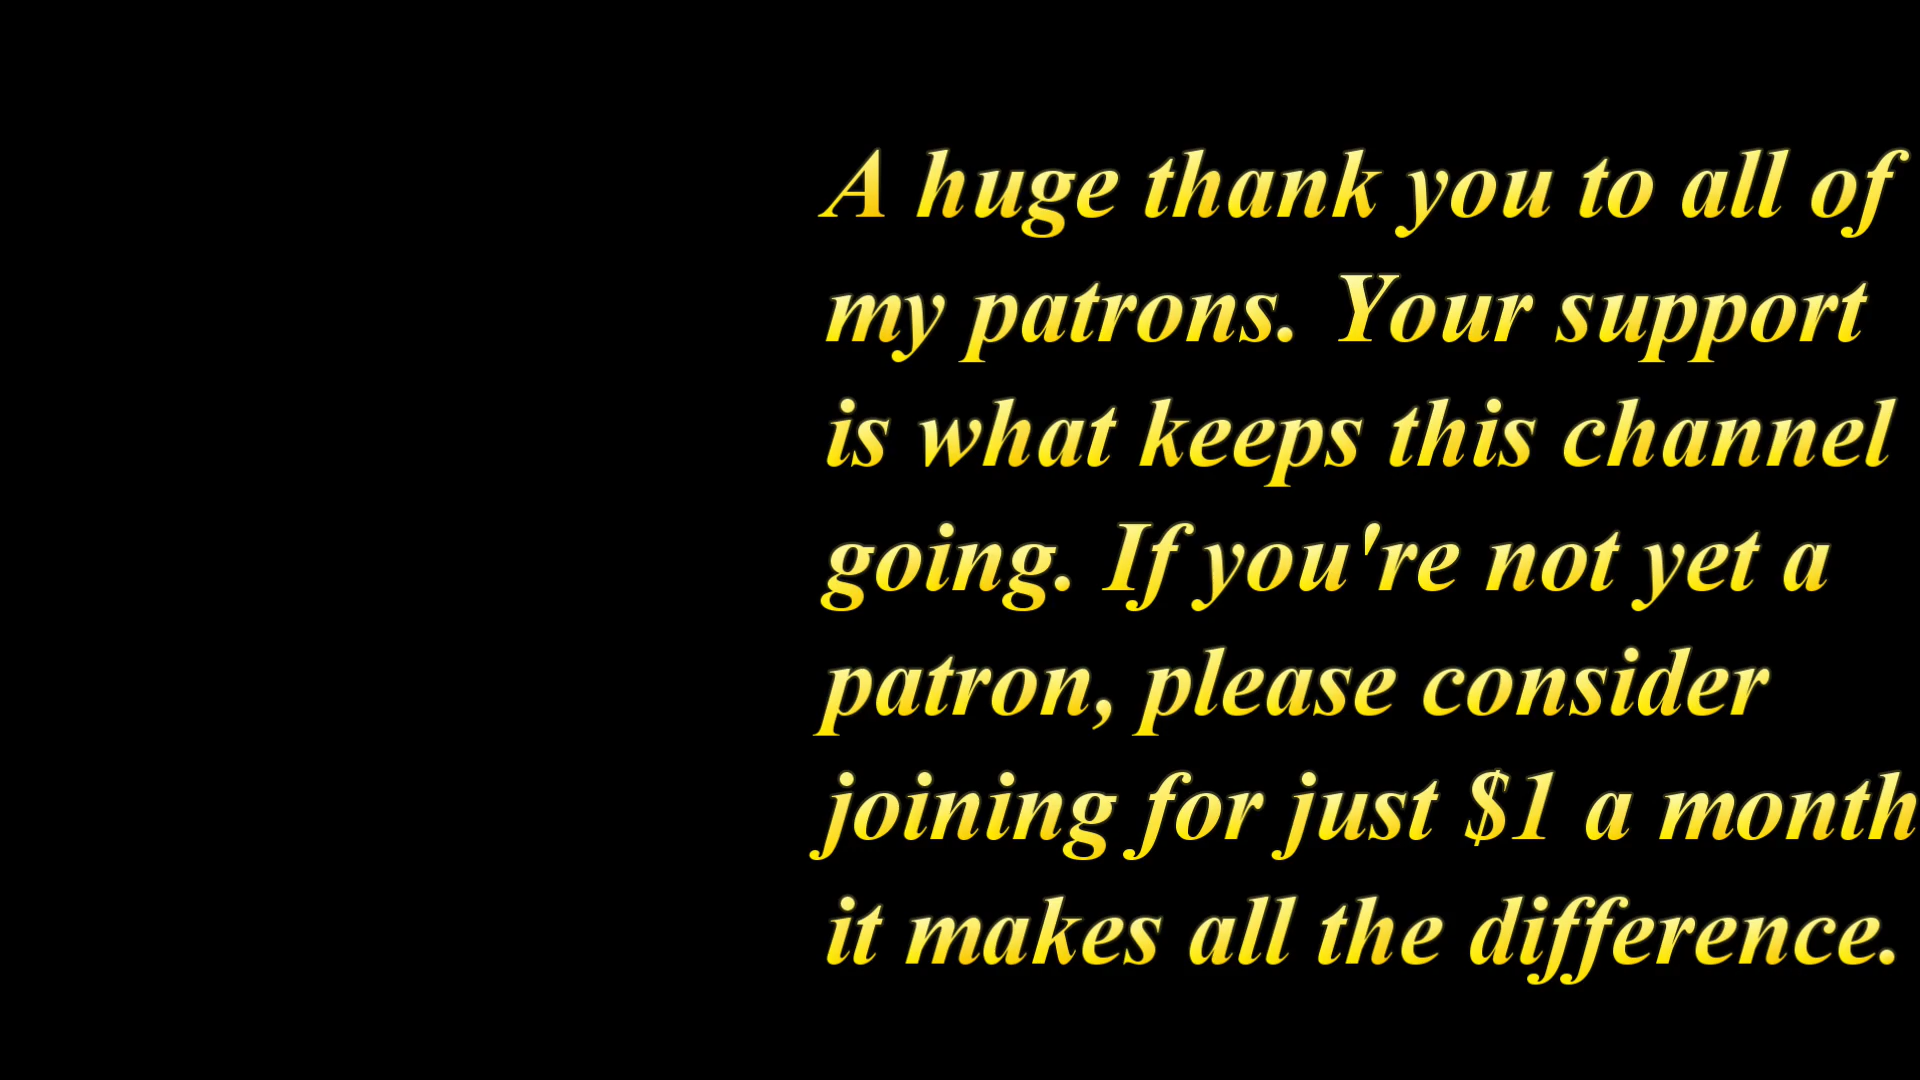 A huge thank you to all of
my patrons. Your support
is what keeps this channel
going. If you're not yet a
patron, please consider
joining for just $1 a month
it makes all the difference.